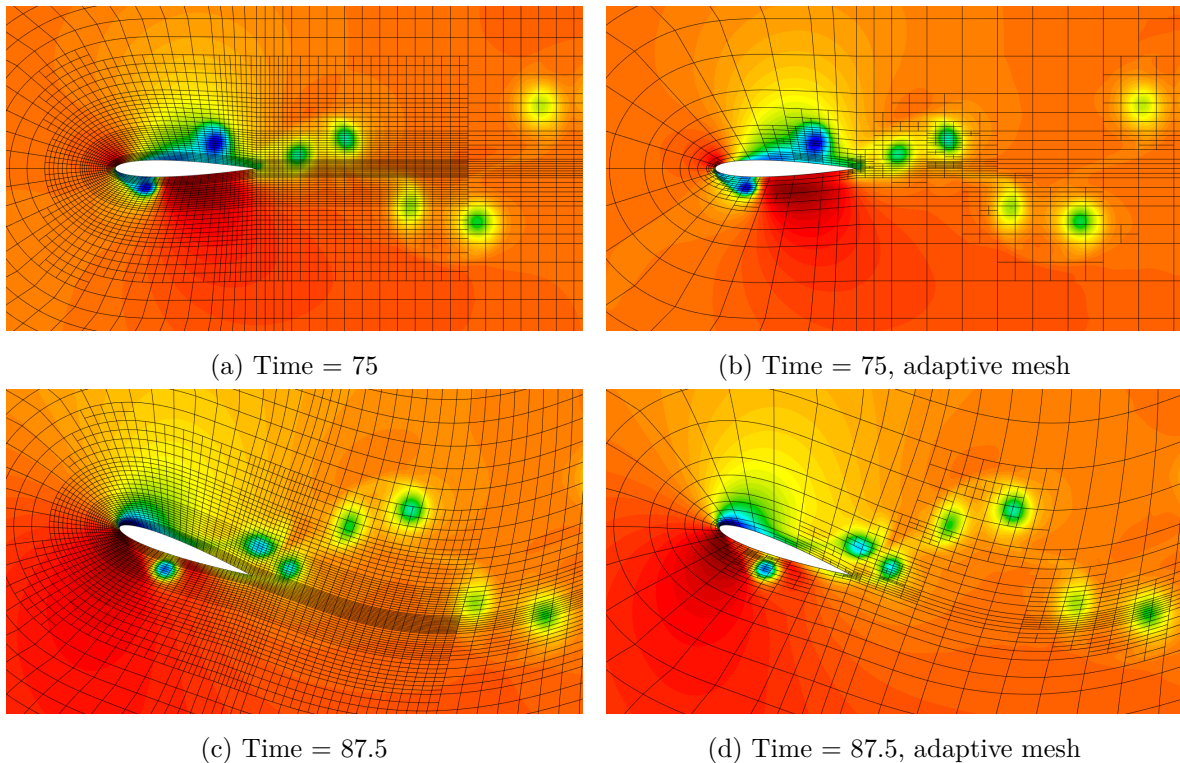 (a) Time = 75
(b) Time = 75, adaptive mesh
(c) Time = 87.5
(d) Time = 87.5, adaptive mesh